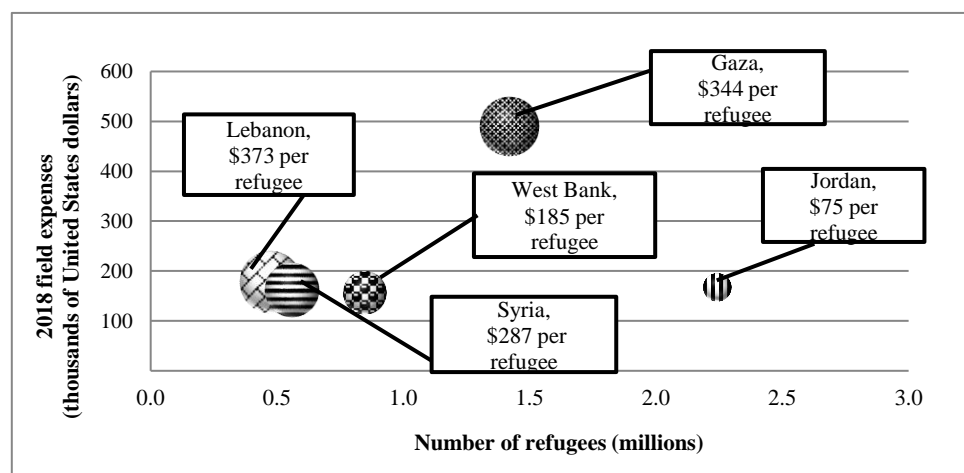 2018 field expenses
(thousands of United States dollars)
600
500
400
300
200
100
Gaza,
$344 per
refugee
Lebanon,
$373 per
refugee
West Bank,
$185 per
refugee
Jordan,
$75 per
refugee
Syria,
$287 per
refugee
0.0 0.5 1.0 1.5 2.0 2.5 3.0
Number of refugees (millions)